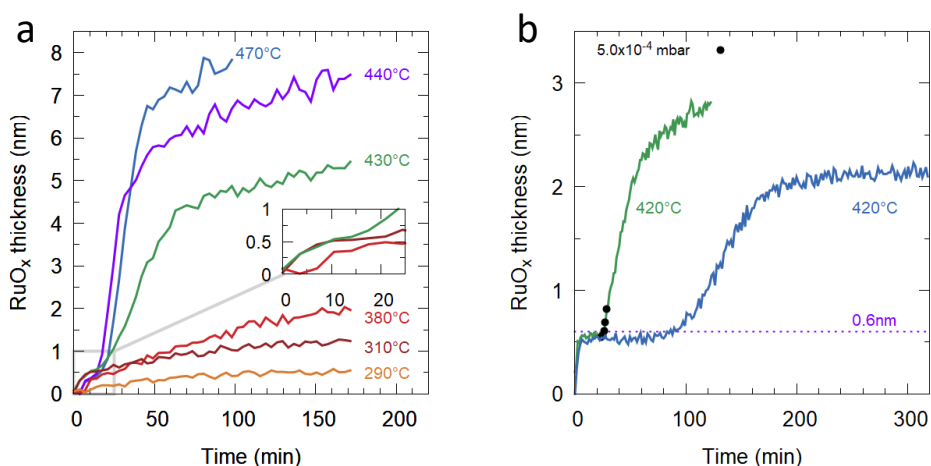 a
RuOₓ thickness (nm)
8
7
6
5
4
3
2
1
0
470°C
440°C
430°C
380°C
310°C
290°C
1
0.5
0
0 10 20
0 50 100 150 200
Time (min)
b
RuOₓ thickness (nm)
3
2
1
0
5.0x10⁻⁴ mbar
420°C
420°C
0.6nm
0 100 200 300
Time (min)